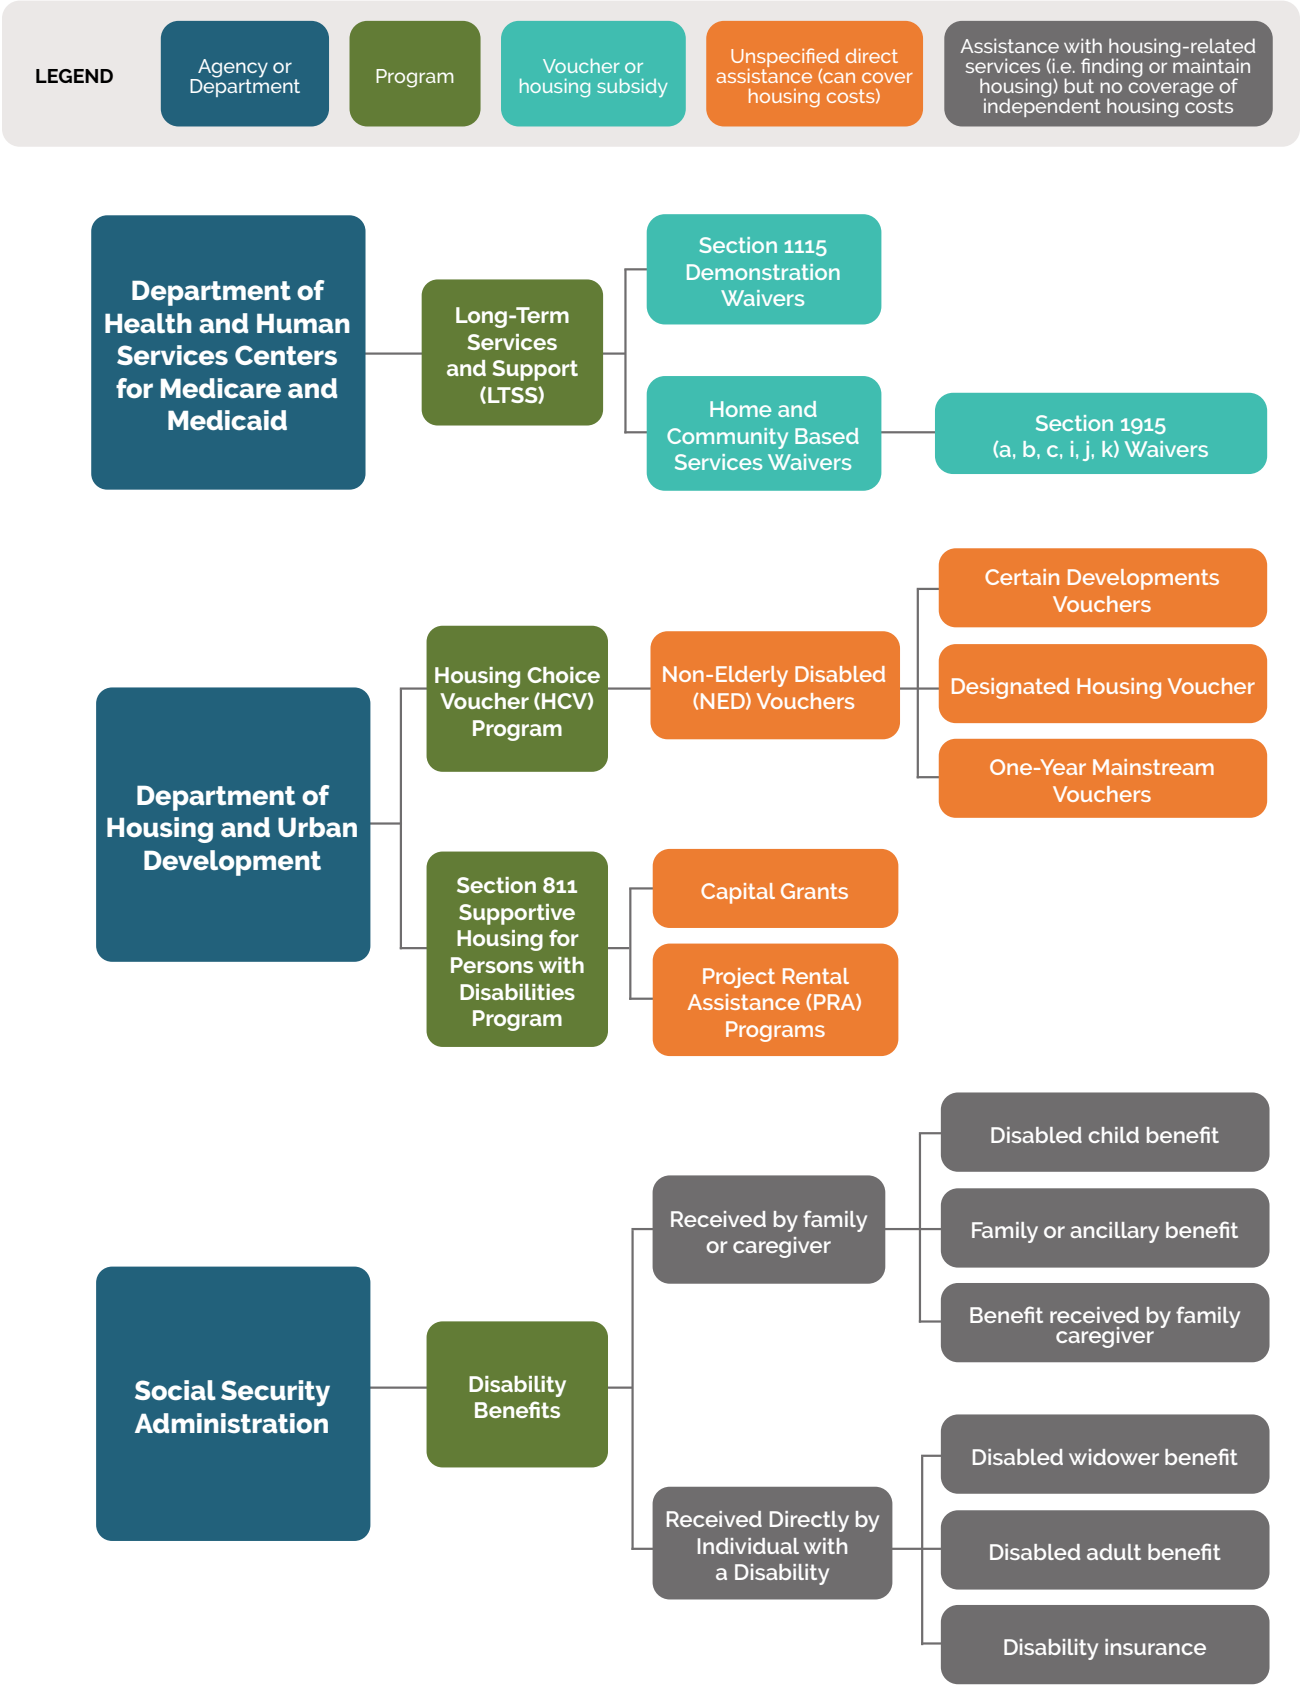 LEGEND
Agency or
Department
Program
Voucher or
housing subsidy
Unspecified direct
assistance (can cover
housing costs)
Assistance with housing-related
services (i.e. finding or maintain
housing) but no coverage of
independent housing costs
Department of
Health and Human
Services Centers
for Medicare and
Medicaid
Long-Term
Services
and Support
(LTSS)
Section 1115
Demonstration
Waivers
Home and
Community Based
Services Waivers
Section 1915
(a, b, c, i, j, k) Waivers
Department of
Housing and Urban
Development
Housing Choice
Voucher (HCV)
Program
Non-Elderly Disabled
(NED) Vouchers
Certain Developments
Vouchers
Designated Housing Voucher
One-Year Mainstream
Vouchers
Section 811
Supportive
Housing for
Persons with
Disabilities
Program
Capital Grants
Project Rental
Assistance (PRA)
Programs
Social Security
Administration
Disability
Benefits
Received by family
or caregiver
Disabled child benefit
Family or ancillary benefit
Benefit received by family
caregiver
Received Directly by
Individual with
a Disability
Disabled widower benefit
Disabled adult benefit
Disability insurance